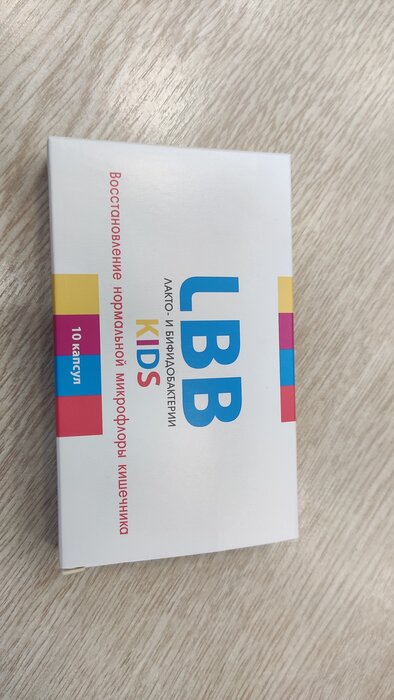 LBB
ЛАКТО- И БИФИДОБАКТЕРИИ
KIDS
Восстановление нормальной микрофлоры кишечника
10 капсул